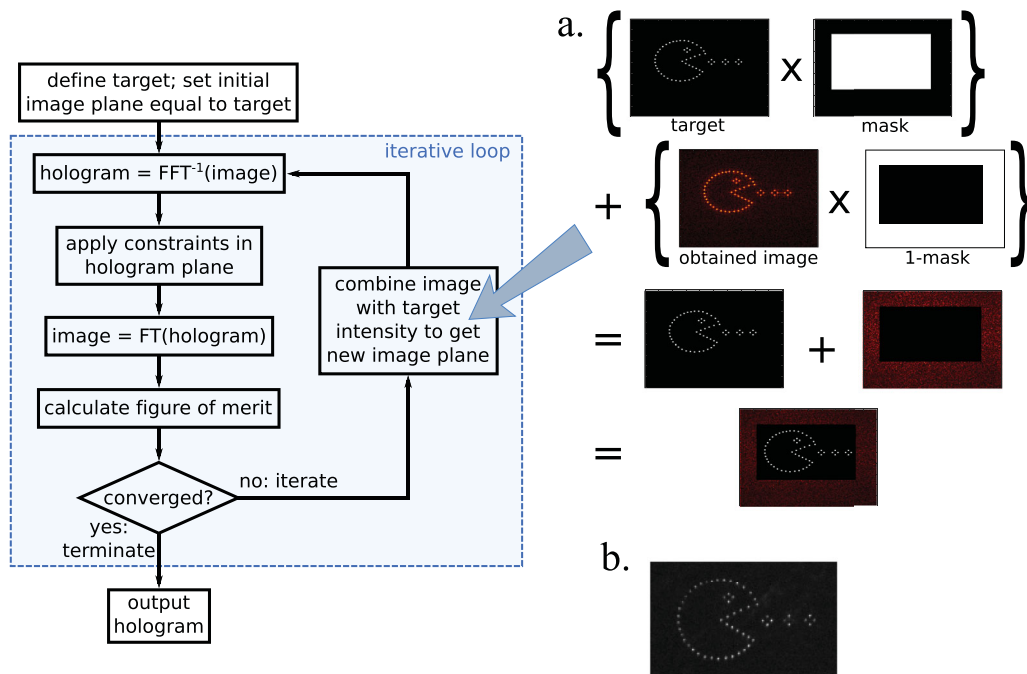 define target; set initial
image plane equal to target
iterative loop
hologram = FFT⁻¹(image)
apply constraints in
hologram plane
image = FT(hologram)
calculate figure of merit
converged?
no: iterate
yes:
terminate
output
hologram
combine image
with target
intensity to get
new image plane
a.
{ x }
target
mask
+ { x }
obtained image
1-mask
= +
=
b.